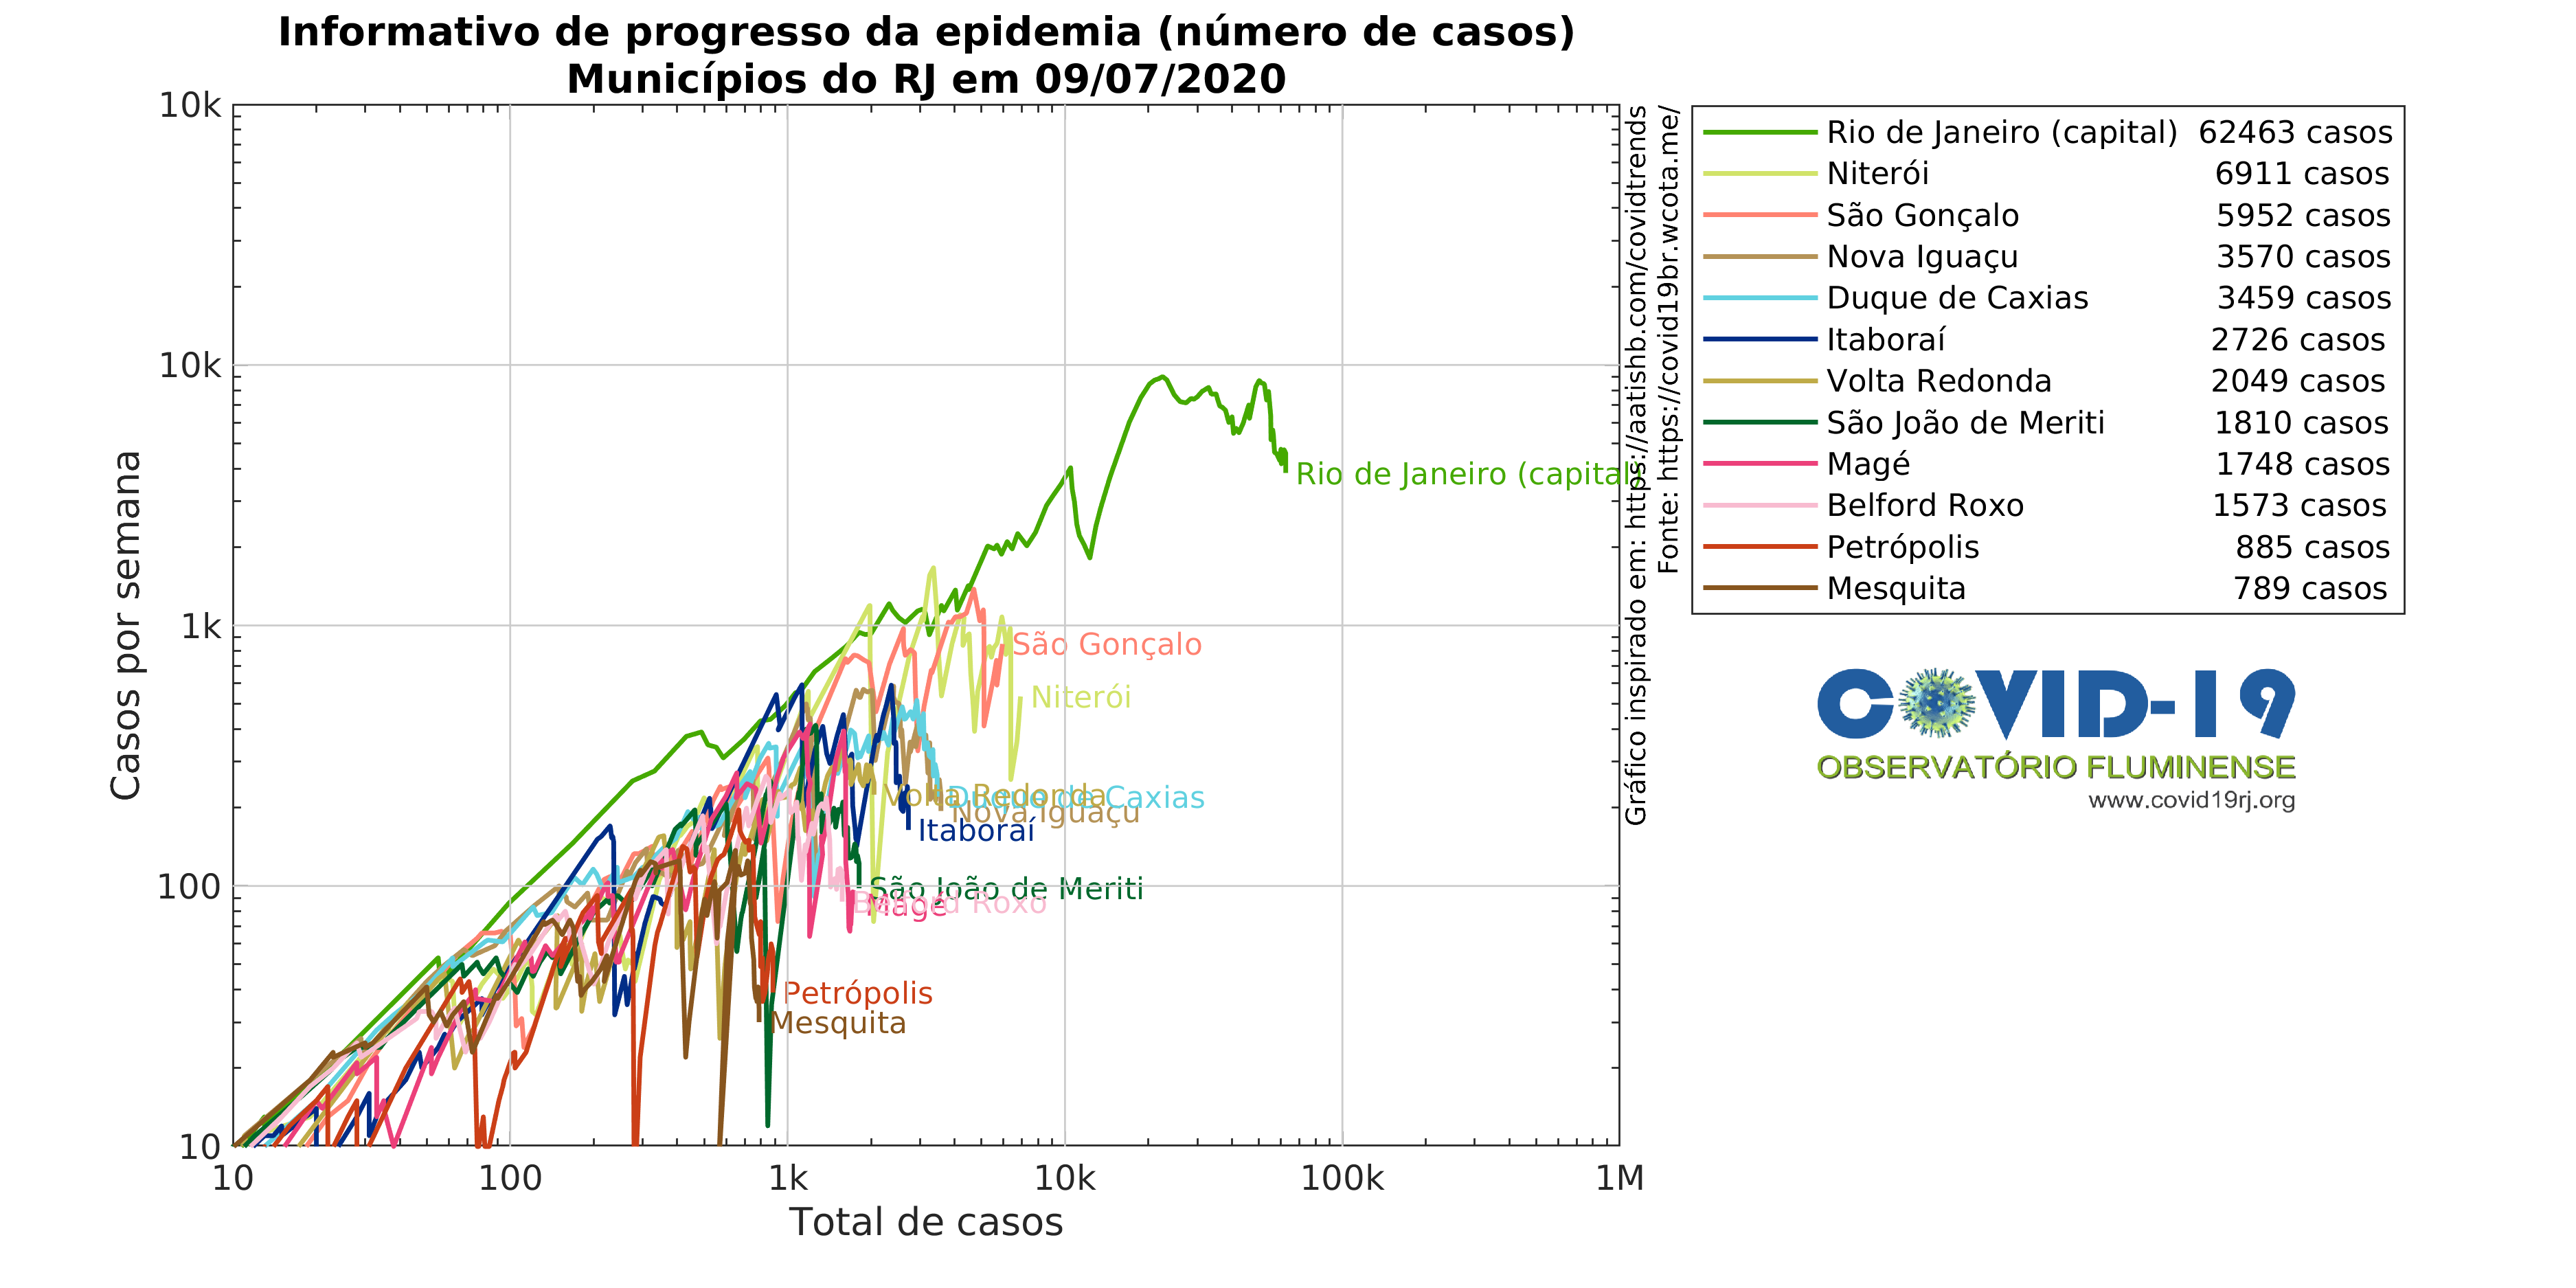 Informativo de progresso da epidemia (número de casos)
Municípios do RJ em 09/07/2020
10k
10k
1k
100
10
10
100
1k
10k
100k
1M
Casos por semana
Total de casos
Rio de Janeiro (capital)
São Gonçalo
Niterói
Volta Redonda
Duque de Caxias
Nova Iguaçu
Itaboraí
São João de Meriti
Belford Roxo
Magé
Petrópolis
Mesquita
Gráfico inspirado em: https://aatishb.com/covidtrends
Fonte: https://covid19br.wcota.me/
Rio de Janeiro (capital) 62463 casos
Niterói 6911 casos
São Gonçalo 5952 casos
Nova Iguaçu 3570 casos
Duque de Caxias 3459 casos
Itaboraí 2726 casos
Volta Redonda 2049 casos
São João de Meriti 1810 casos
Magé 1748 casos
Belford Roxo 1573 casos
Petrópolis 885 casos
Mesquita 789 casos
COVID-19
OBSERVATÓRIO FLUMINENSE
www.covid19rj.org